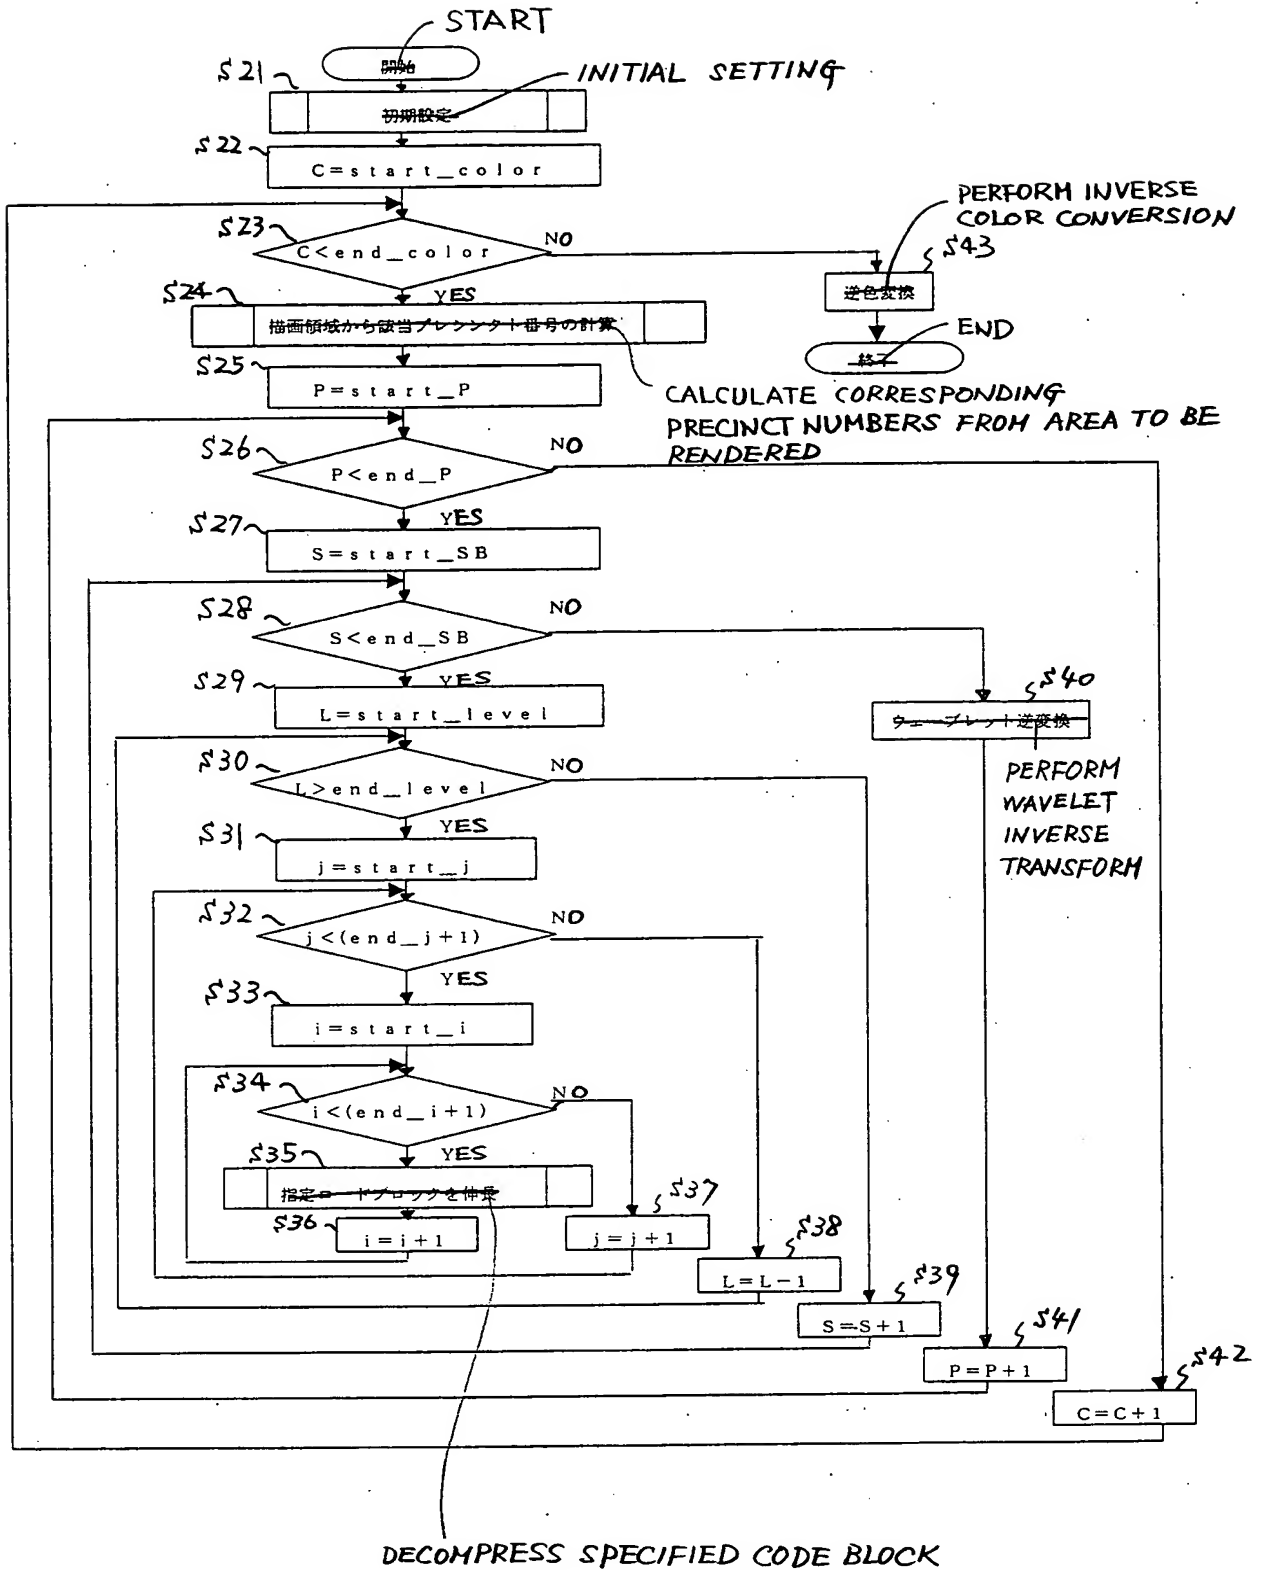 START
開始
S21
INITIAL SETTING
初期設定
S22
C=start_color
PERFORM INVERSE
COLOR CONVERSION
S23
C<end_color
NO
S43
逆色変換
YES
S24
描画領域から該当プレシンクト番号の計算
END
終了
S25
P=start_P
CALCULATE CORRESPONDING
PRECINCT NUMBERS FROM AREA TO BE
RENDERED
S26
P<end_P
NO
YES
S27
S=start_SB
S28
S<end_SB
NO
YES
S29
L=start_level
S40
ウェーブレット逆変換
PERFORM
WAVELET
INVERSE
TRANSFORM
S30
L>end_level
NO
YES
S31
j=start_j
S32
j<(end_j+1)
NO
YES
S33
i=start_i
S34
i<(end_i+1)
NO
YES
S35
指定コードブロックを伸長
S36
i=i+1
S37
j=j+1
S38
L=L-1
S39
S=S+1
S41
P=P+1
S42
C=C+1
DECOMPRESS SPECIFIED CODE BLOCK